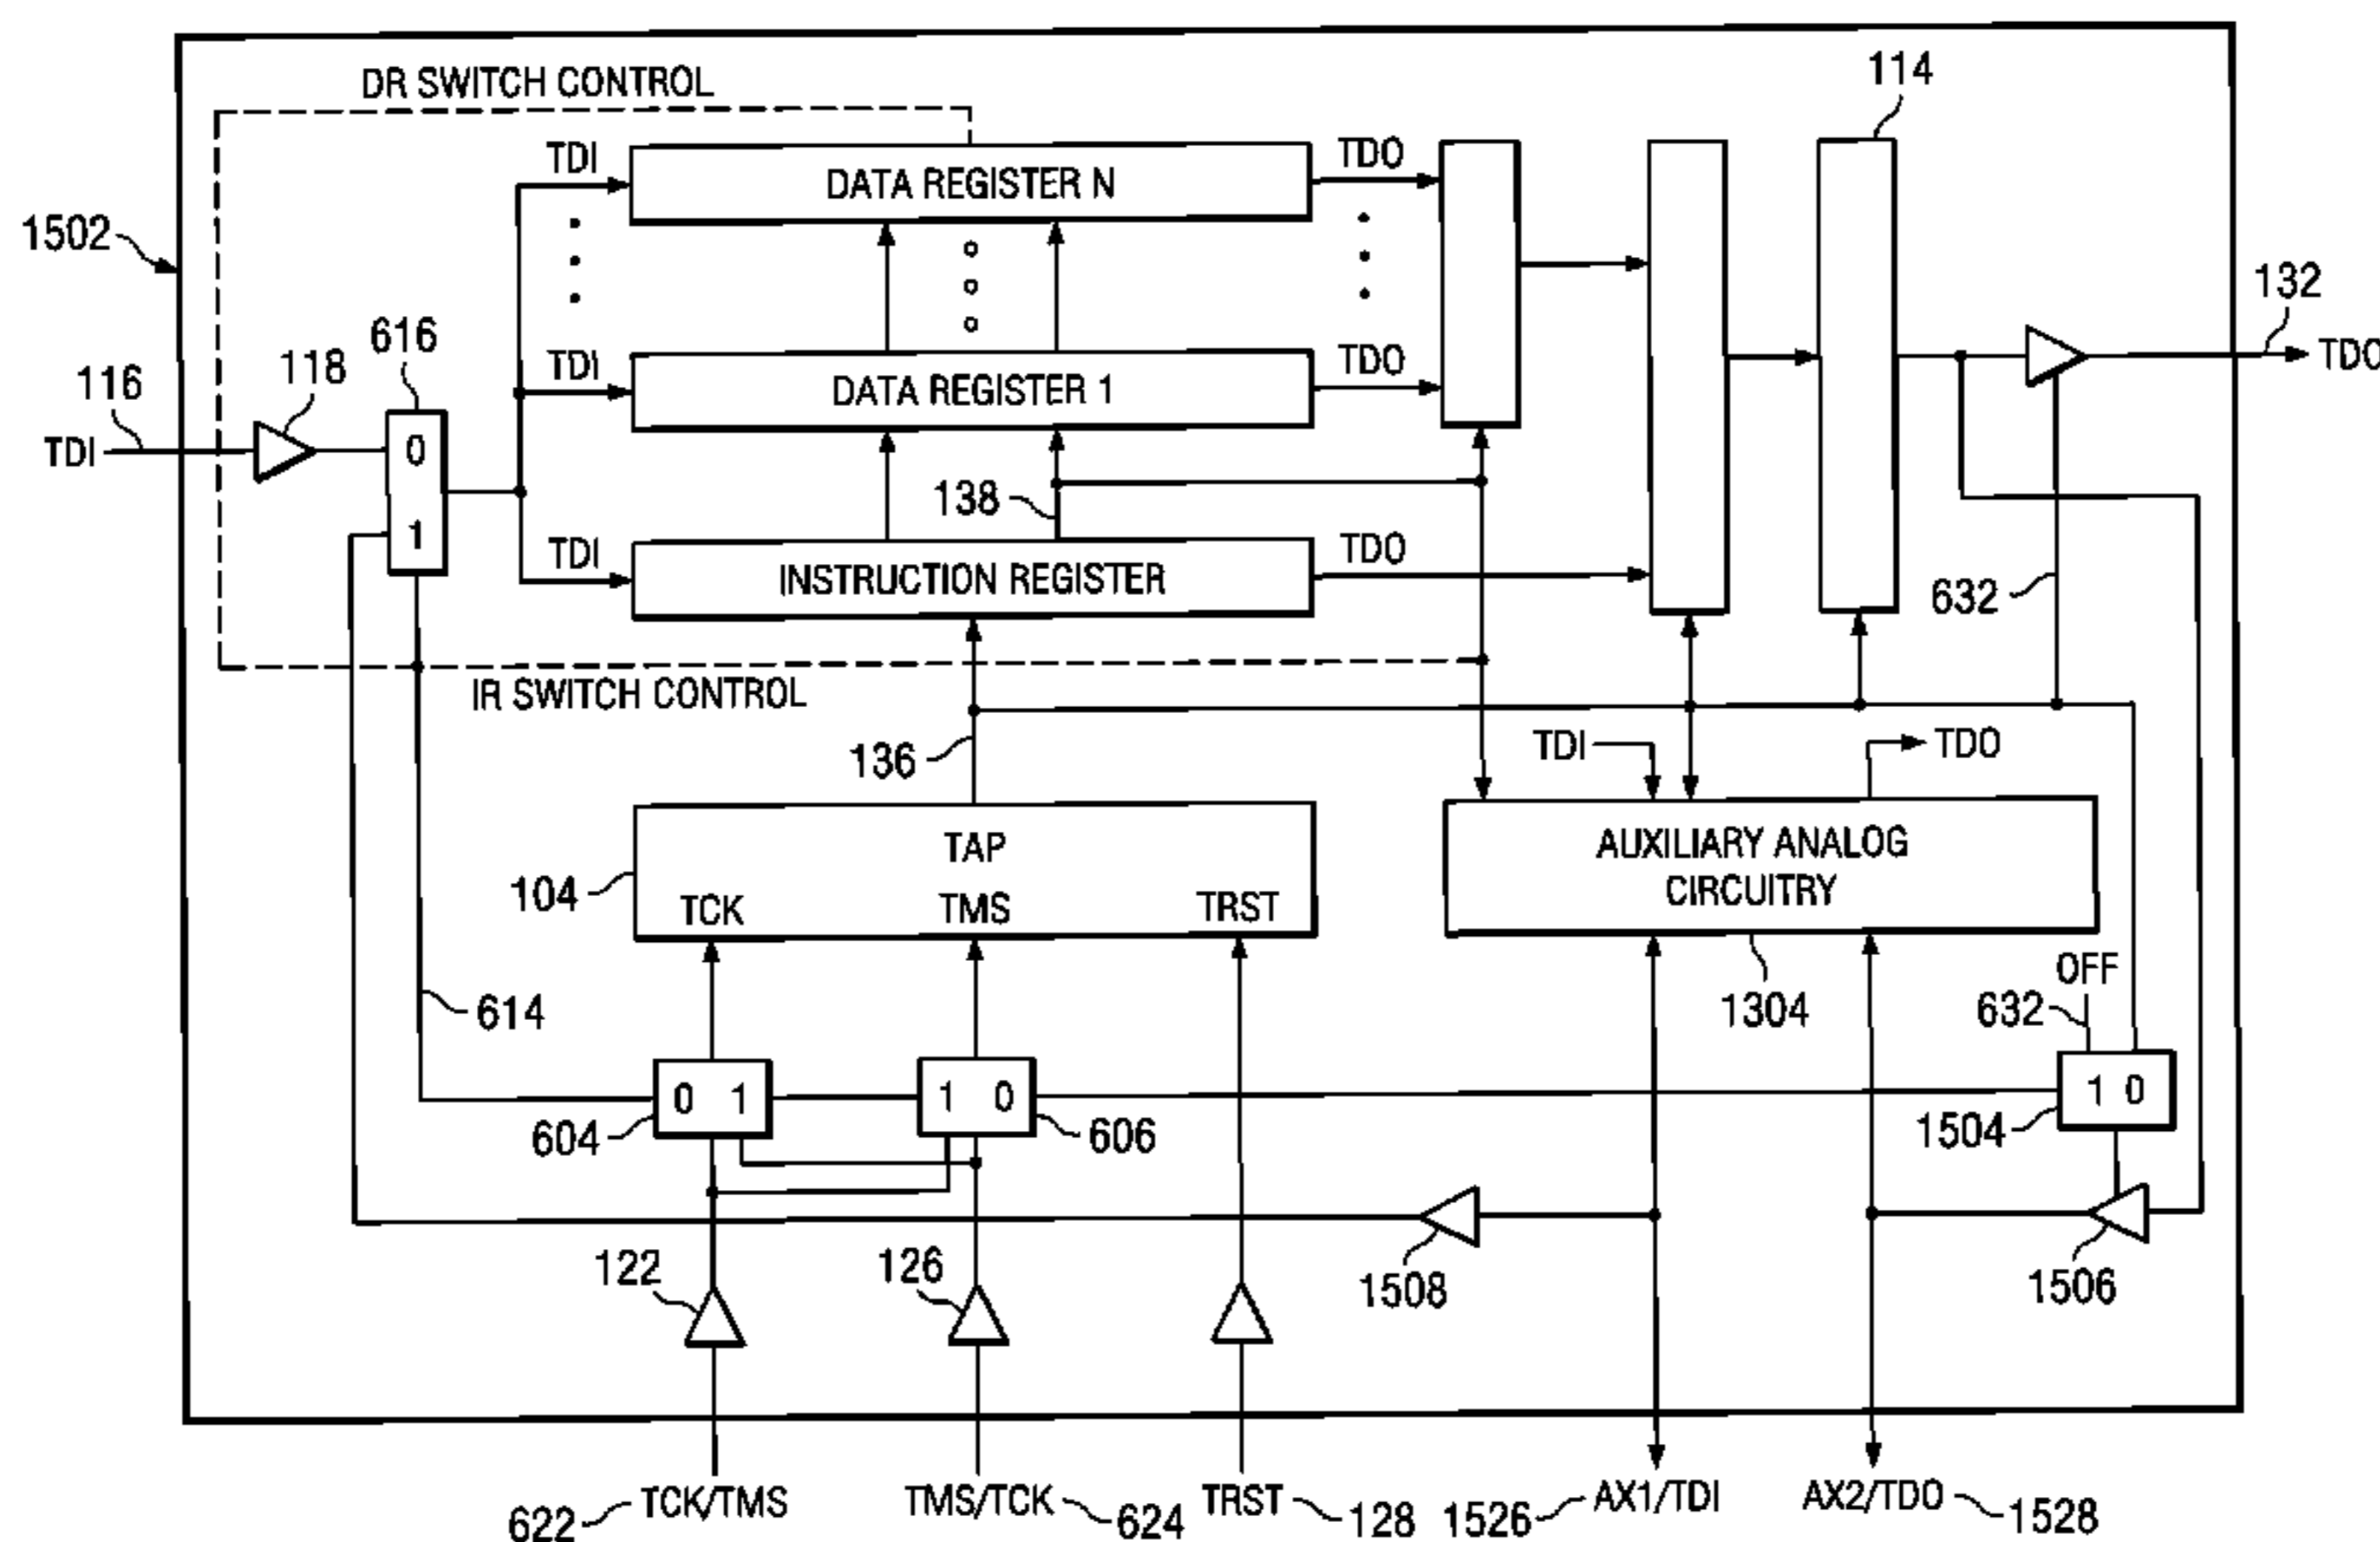 DR SWITCH CONTROL
114
TDI
DATA REGISTER N
TDO
1502
132
TDO
616
118
116
TDI
0
1
TDI
DATA REGISTER 1
TDO
138
TDI
INSTRUCTION REGISTER
TDO
632
IR SWITCH CONTROL
136
TDI
TDO
TAP
104
TCK
TMS
TRST
AUXILIARY ANALOG
CIRCUITRY
1304
OFF
632
614
0 1
604
1 0
606
1 0
1504
122
126
1508
1506
622
TCK/TMS
TMS/TCK
624
TRST
128
1526
AX1/TDI
AX2/TDO
1528